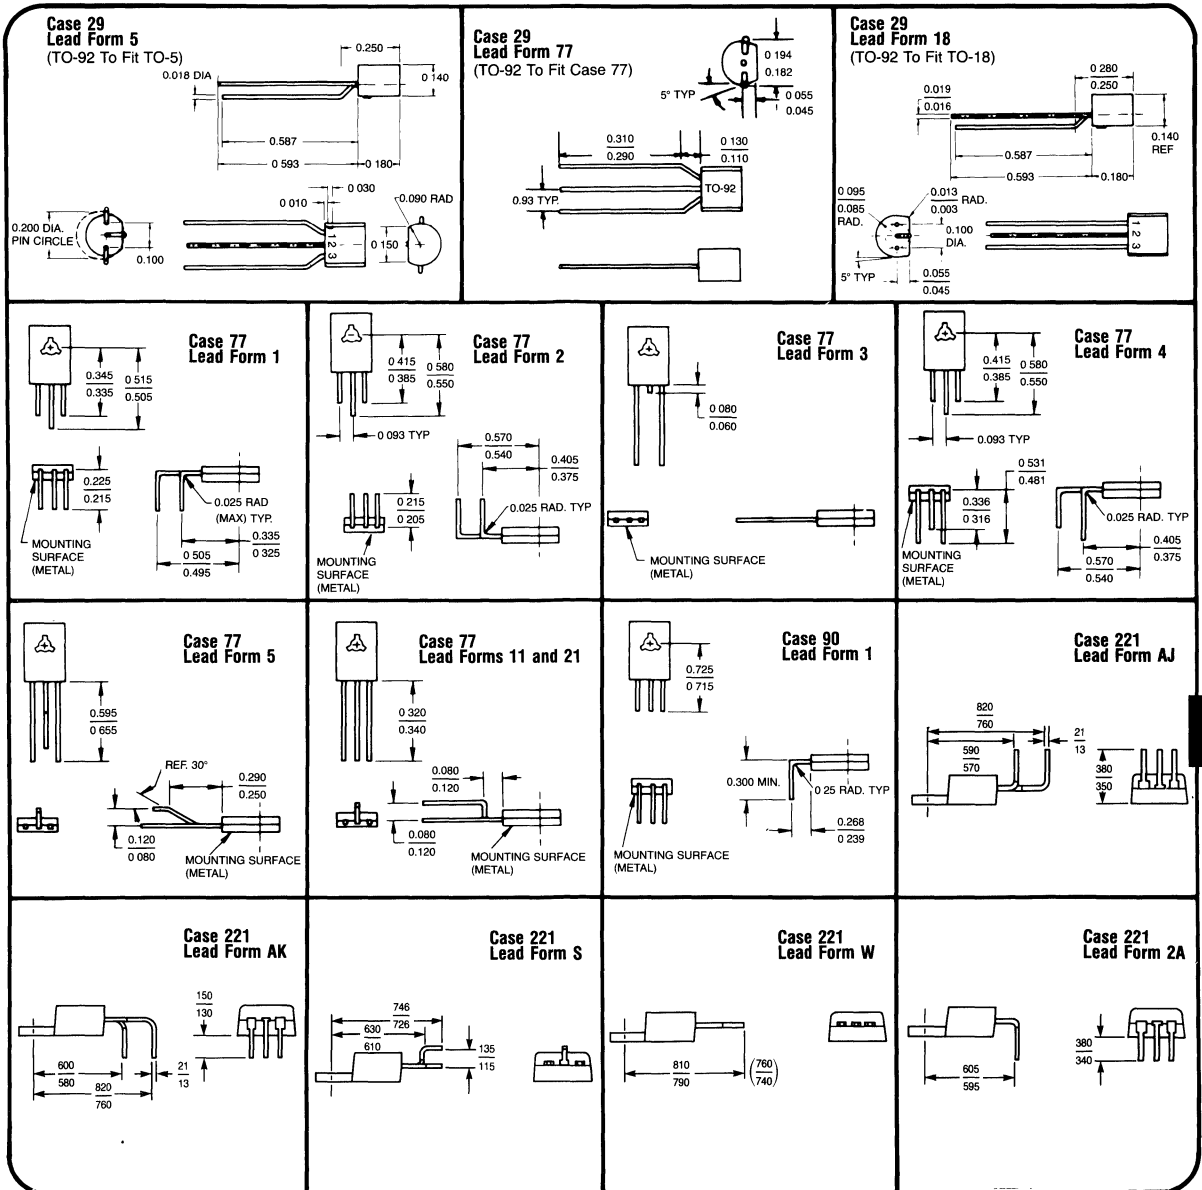 Case 29
Lead Form 5
(TO-92 To Fit TO-5)
0.250
0.018 DIA
0 140
0.587
0.593
0 180
0 030
0 010
0.090 RAD
0.200 DIA.
PIN CIRCLE
0.100
1
2
3
0 150
Case 29
Lead Form 77
(TO-92 To Fit Case 77)
0 194
0.182
5° TYP
0 055
0.045
0.310
0.290
0 130
0.110
TO-92
0.93 TYP.
Case 29
Lead Form 18
(TO-92 To Fit TO-18)
0 280
0.250
0.019
0.016
0.140
REF
0.587
0.593
0.180
0 095
0.085
RAD.
0.013
0.003
RAD.
0.100
DIA.
1
2
3
5° TYP
0.055
0.045
Case 77
Lead Form 1
0.345
0.335
0 515
0.505
0.225
0.215
0.025 RAD
(MAX) TYP.
MOUNTING
SURFACE
(METAL)
0.335
0 325
0 505
0.495
Case 77
Lead Form 2
0 415
0 385
0 580
0 550
0 093 TYP
0.570
0.540
0.405
0.375
0 215
0 205
0.025 RAD. TYP
MOUNTING
SURFACE
(METAL)
Case 77
Lead Form 3
0 080
0.060
MOUNTING SURFACE
(METAL)
Case 77
Lead Form 4
0.415
0.385
0 580
0.550
0.093 TYP
0 531
0.481
0.336
0 316
0.025 RAD. TYP
MOUNTING
SURFACE
(METAL)
0.405
0.375
0.570
0.540
Case 77
Lead Form 5
0.595
0 655
REF. 30°
0.290
0.250
0.120
0 080
MOUNTING SURFACE
(METAL)
Case 77
Lead Forms 11 and 21
0 320
0.340
0.080
0.120
0.080
0.120
MOUNTING SURFACE
(METAL)
Case 90
Lead Form 1
0.725
0 715
0.300 MIN.
0 25 RAD. TYP
0.268
0 239
MOUNTING SURFACE
(METAL)
Case 221
Lead Form AJ
820
760
590
570
21
13
380
350
Case 221
Lead Form AK
150
130
600
580
820
760
21
13
Case 221
Lead Form S
746
726
630
610
135
115
Case 221
Lead Form W
810
790
(760
740)
Case 221
Lead Form 2A
380
340
605
595